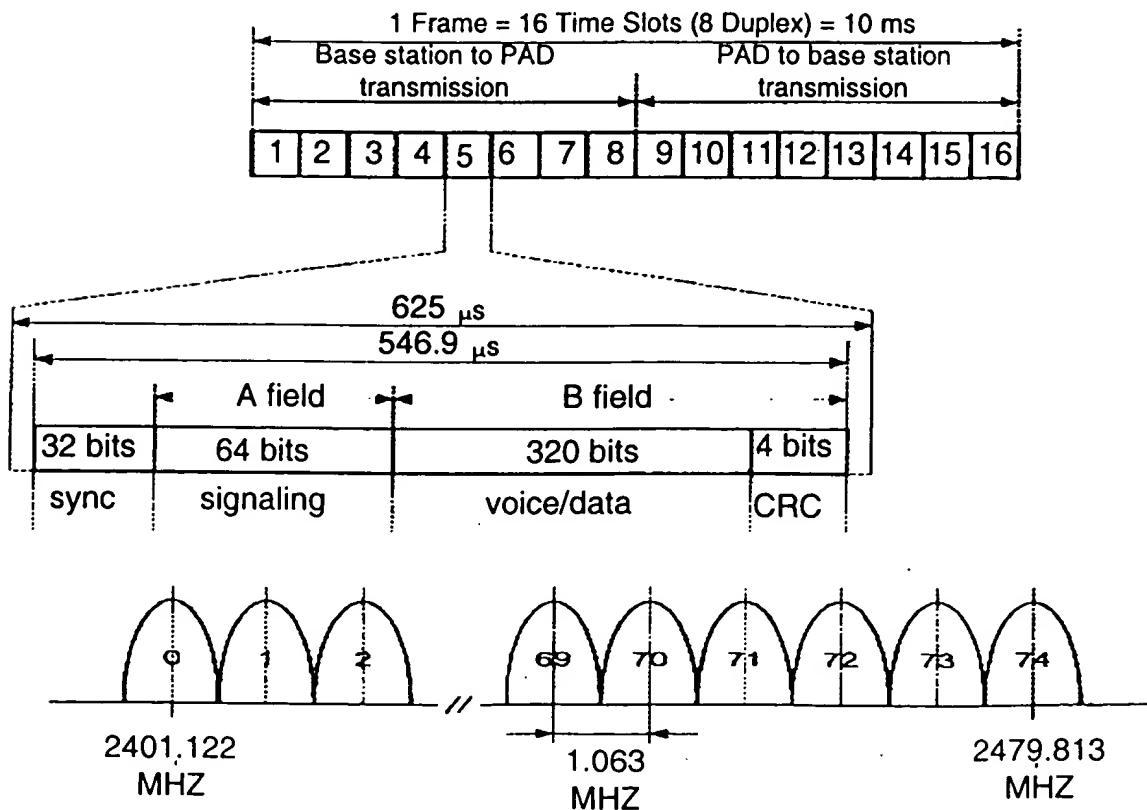 1 Frame = 16 Time Slots (8 Duplex) = 10 ms
Base station to PAD
transmission
PAD to base station
transmission
1 2 3 4 5 6 7 8 9 10 11 12 13 14 15 16
625 μs
546.9 μs
A field B field
32 bits 64 bits 320 bits 4 bits
sync signaling voice/data CRC
0 1 2 // 69 70 71 72 73 74
2401.122
MHZ
1.063
MHZ
2479.813
MHZ